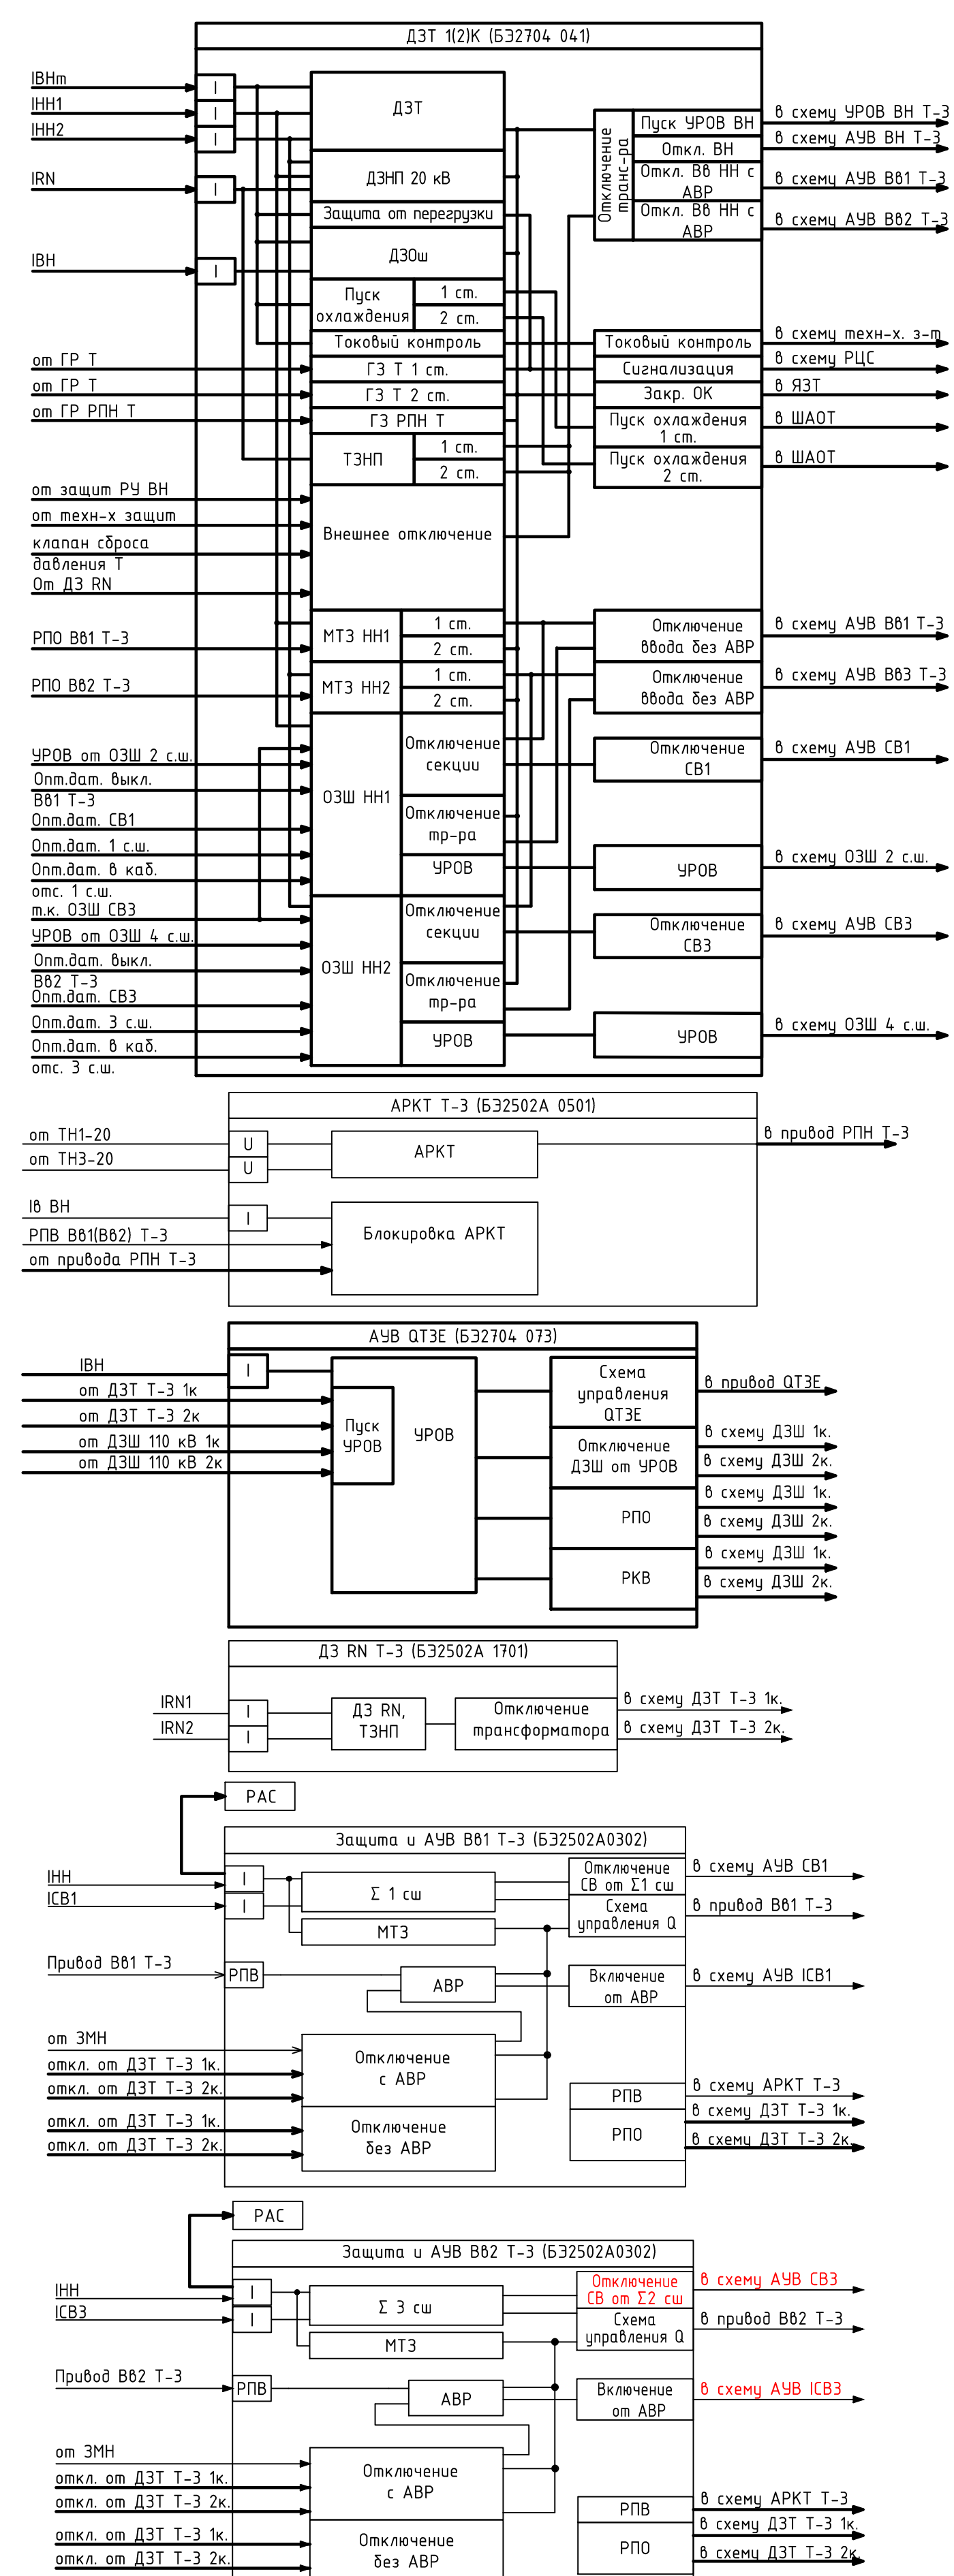 ДЗТ 1(2)К (БЭ2704 041)
IВНт
IНН1
IНН2
IRN
IВН
I
I
I
I
I
ДЗТ
ДЗНП 20 кВ
Защита от перегрузки
ДЗОш
Пуск
охлаждения
1 ст.
2 ст.
Токовый контроль
ГЗ Т 1 ст.
ГЗ Т 2 ст.
ГЗ РПН Т
ТЗНП
1 ст.
2 ст.
Внешнее отключение
от ГР Т
от ГР Т
от ГР РПН Т
от защит РУ ВН
от техн-х защит
клапан сброса
давления Т
От ДЗ RN
РПО Вв1 Т-3
РПО Вв2 Т-3
МТЗ НН1
1 ст.
2 ст.
МТЗ НН2
1 ст.
2 ст.
ОЗШ НН1
Отключение
секции
Отключение
тр-ра
УРОВ
ОЗШ НН2
Отключение
секции
Отключение
тр-ра
УРОВ
УРОВ от ОЗШ 2 с.ш.
Опт.дат. выкл.
Вв1 Т-3
Опт.дат. СВ1
Опт.дат. 1 с.ш.
Опт.дат. в каб.
отс. 1 с.ш.
т.к. ОЗШ СВ3
УРОВ от ОЗШ 4 с.ш.
Опт.дат. выкл.
Вв2 Т-3
Опт.дат. СВ3
Опт.дат. 3 с.ш.
Опт.дат. в каб.
отс. 3 с.ш.
Отключение
транс-ра
Пуск УРОВ ВН
Откл. ВН
Откл. Вв НН с
АВР
Откл. Вв НН с
АВР
Токовый контроль
Сигнализация
Закр. ОК
Пуск охлаждения
1 ст.
Пуск охлаждения
2 ст.
Отключение
ввода без АВР
Отключение
ввода без АВР
Отключение
СВ1
УРОВ
Отключение
СВ3
УРОВ
в схему УРОВ ВН Т-3
в схему АУВ ВН Т-3
в схему АУВ Вв1 Т-3
в схему АУВ Вв2 Т-3
в схему техн-х. з-т
в схему РЦС
в ЯЗТ
в ШАОТ
в ШАОТ
в схему АУВ Вв1 Т-3
в схему АУВ Вв3 Т-3
в схему АУВ СВ1
в схему ОЗШ 2 с.ш.
в схему АУВ СВ3
в схему ОЗШ 4 с.ш.
АРКТ Т-3 (БЭ2502А 0501)
от ТН1-20
от ТН3-20
Iв ВН
РПВ Вв1(Вв2) Т-3
от привода РПН Т-3
U
U
I
АРКТ
Блокировка АРКТ
в привод РПН Т-3
АУВ QT3E (БЭ2704 073)
IВН
от ДЗТ Т-3 1к
от ДЗТ Т-3 2к
от ДЗШ 110 кВ 1к
от ДЗШ 110 кВ 2к
I
Пуск
УРОВ
УРОВ
Схема
управления
QT3E
Отключение
ДЗШ от УРОВ
РПО
РКВ
в привод QT3E
в схему ДЗШ 1к.
в схему ДЗШ 2к.
в схему ДЗШ 1к.
в схему ДЗШ 2к.
в схему ДЗШ 1к.
в схему ДЗШ 2к.
ДЗ RN Т-3 (БЭ2502А 1701)
IRN1
IRN2
I
I
ДЗ RN,
ТЗНП
Отключение
трансформатора
в схему ДЗТ Т-3 1к.
в схему ДЗТ Т-3 2к.
РАС
Защита и АУВ Вв1 Т-3 (БЭ2502А0302)
IНН
IСВ1
I
I
Σ 1 сш
МТЗ
Отключение
СВ от Σ1 сш
Схема
управления Q
в схему АУВ СВ1
в привод Вв1 Т-3
Привод Вв1 Т-3
РПВ
АВР
Включение
от АВР
в схему АУВ IСВ1
от ЗМН
откл. от ДЗТ Т-3 1к.
откл. от ДЗТ Т-3 2к.
откл. от ДЗТ Т-3 1к.
откл. от ДЗТ Т-3 2к.
Отключение
с АВР
Отключение
без АВР
РПВ
РПО
в схему АРКТ Т-3
в схему ДЗТ Т-3 1к.
в схему ДЗТ Т-3 2к.
РАС
Защита и АУВ Вв2 Т-3 (БЭ2502А0302)
IНН
IСВ3
I
I
Σ 3 сш
МТЗ
Отключение
СВ от Σ2 сш
Схема
управления Q
в схему АУВ СВ3
в привод Вв2 Т-3
Привод Вв2 Т-3
РПВ
АВР
Включение
от АВР
в схему АУВ IСВ3
от ЗМН
откл. от ДЗТ Т-3 1к.
откл. от ДЗТ Т-3 2к.
откл. от ДЗТ Т-3 1к.
откл. от ДЗТ Т-3 2к.
Отключение
с АВР
Отключение
без АВР
РПВ
РПО
в схему АРКТ Т-3
в схему ДЗТ Т-3 1к.
в схему ДЗТ Т-3 2к.